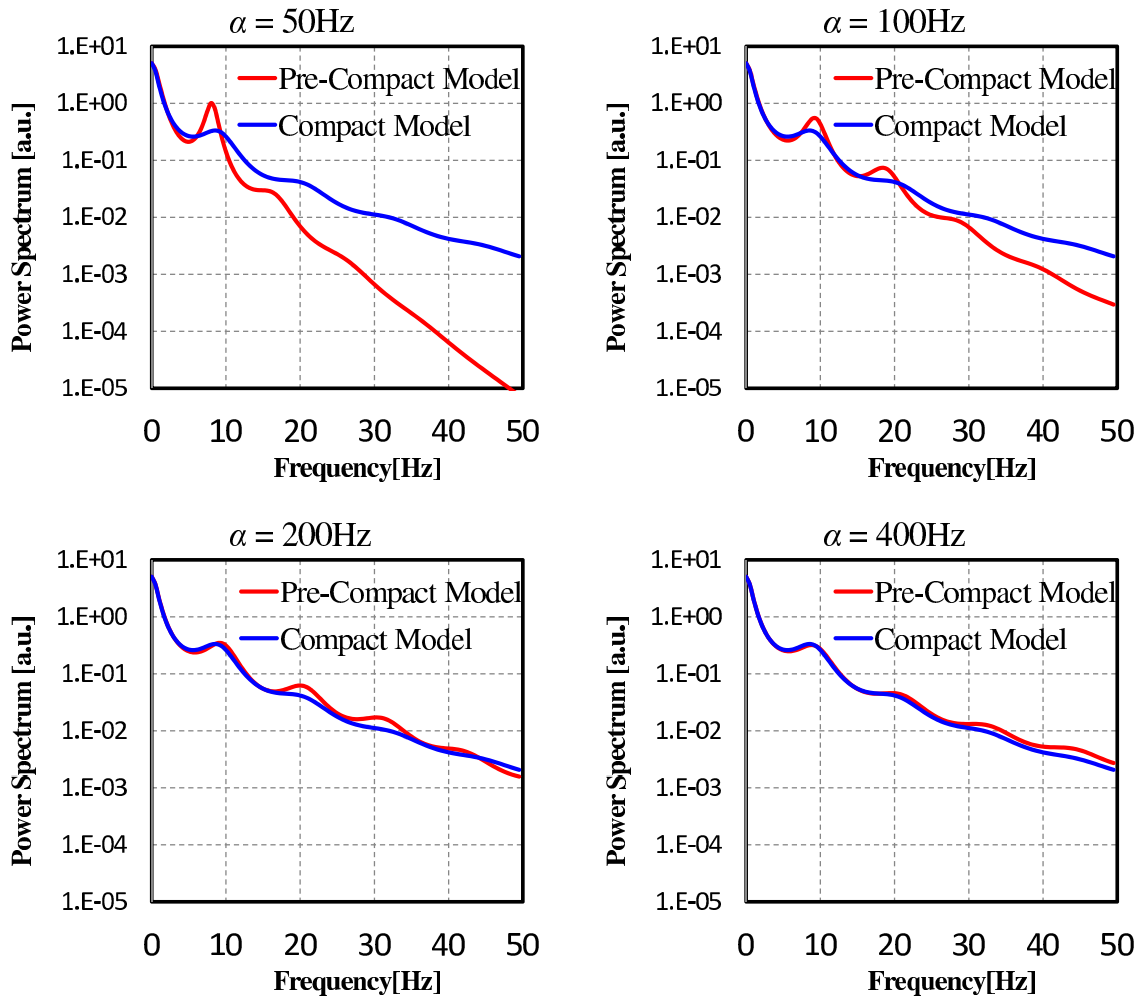 α = 50Hz
1.E+01
1.E+00
1.E-01
1.E-02
1.E-03
1.E-04
1.E-05
Power Spectrum [a.u.]
Pre-Compact Model
Compact Model
0 10 20 30 40 50
Frequency[Hz]
α = 100Hz
1.E+01
1.E+00
1.E-01
1.E-02
1.E-03
1.E-04
1.E-05
Power Spectrum [a.u.]
Pre-Compact Model
Compact Model
0 10 20 30 40 50
Frequency[Hz]
α = 200Hz
1.E+01
1.E+00
1.E-01
1.E-02
1.E-03
1.E-04
1.E-05
Power Spectrum [a.u.]
Pre-Compact Model
Compact Model
0 10 20 30 40 50
Frequency[Hz]
α = 400Hz
1.E+01
1.E+00
1.E-01
1.E-02
1.E-03
1.E-04
1.E-05
Power Spectrum [a.u.]
Pre-Compact Model
Compact Model
0 10 20 30 40 50
Frequency[Hz]